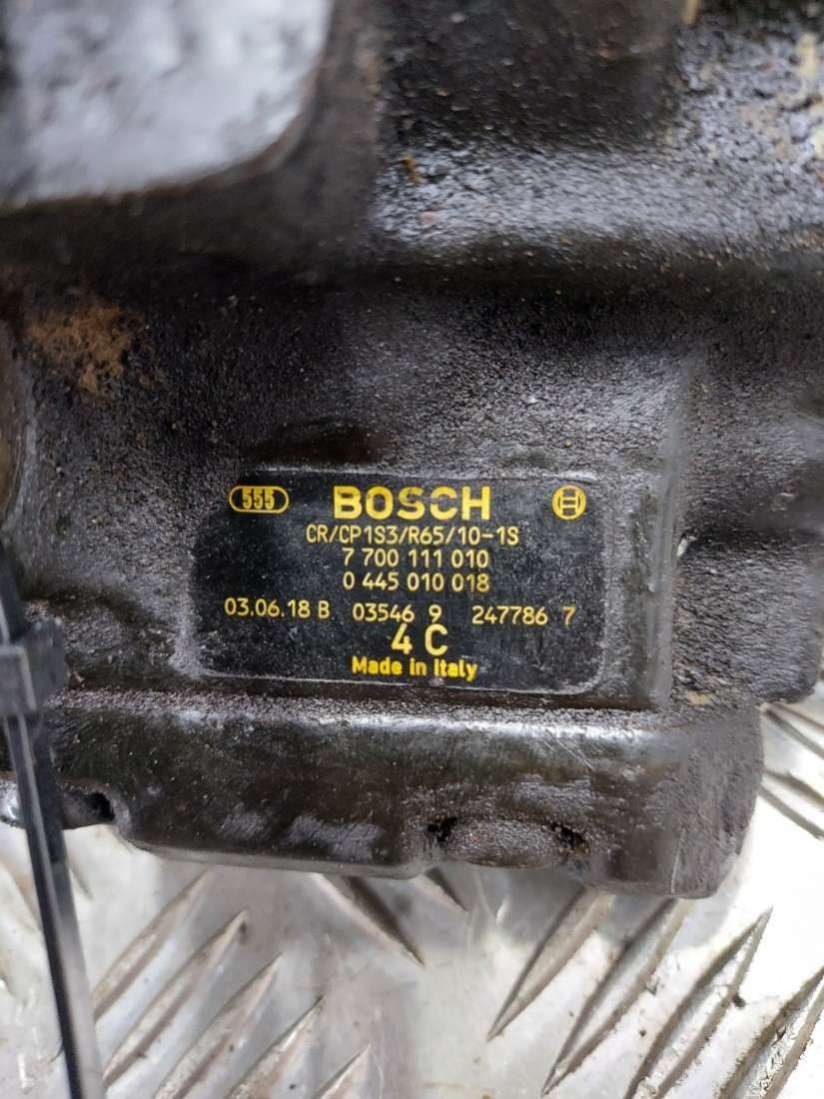 555 BOSCH
CR/CP1S3/R65/10-1S
7 700 111 010
0 445 010 018
03.06.18 B 03546 9 247786 7
4 C
Made in Italy